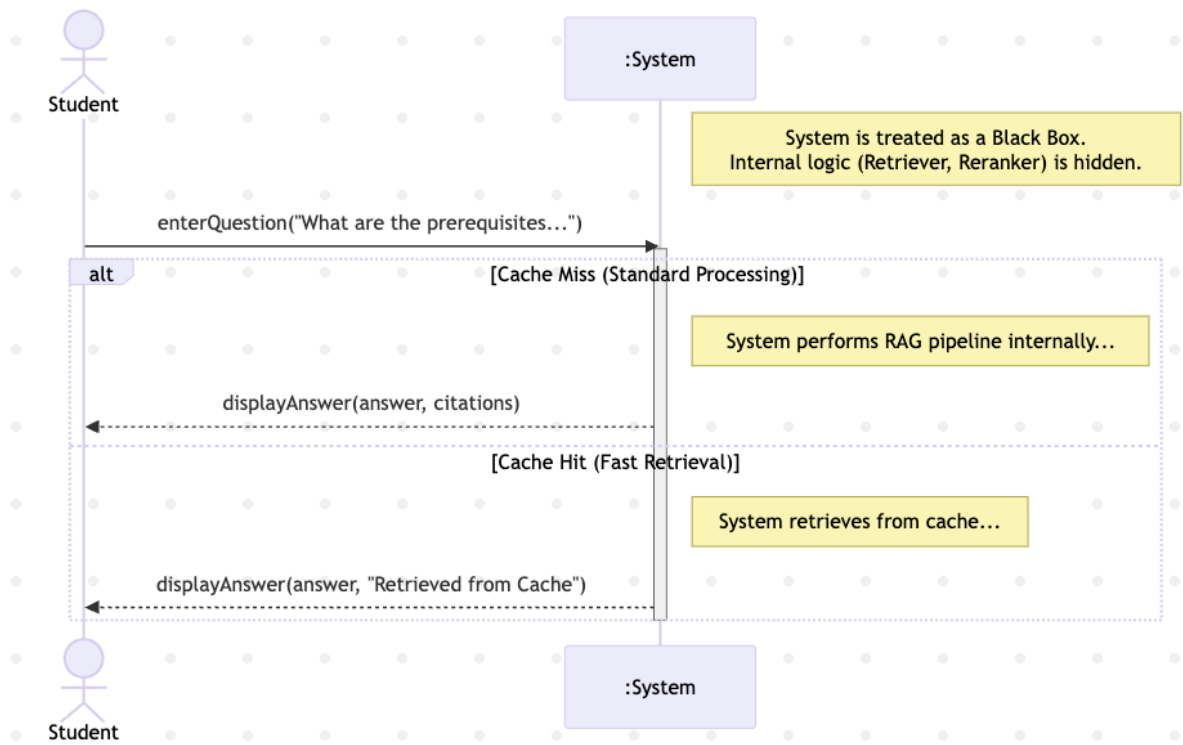 :System
Student
System is treated as a Black Box.
Internal logic (Retriever, Reranker) is hidden.
enterQuestion("What are the prerequisites...")
alt
[Cache Miss (Standard Processing)]
System performs RAG pipeline internally...
displayAnswer(answer, citations)
[Cache Hit (Fast Retrieval)]
System retrieves from cache...
displayAnswer(answer, "Retrieved from Cache")
:System
Student